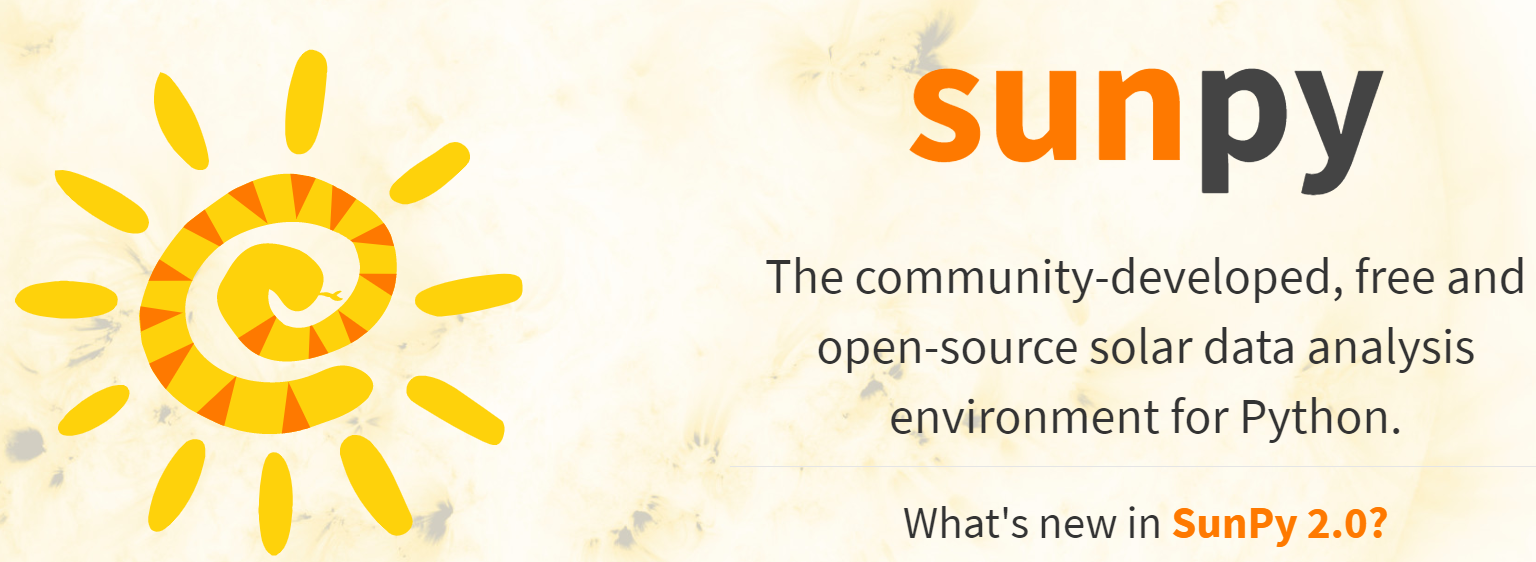 sunpy
The community-developed, free and
open-source solar data analysis
environment for Python.
What's new in SunPy 2.0?